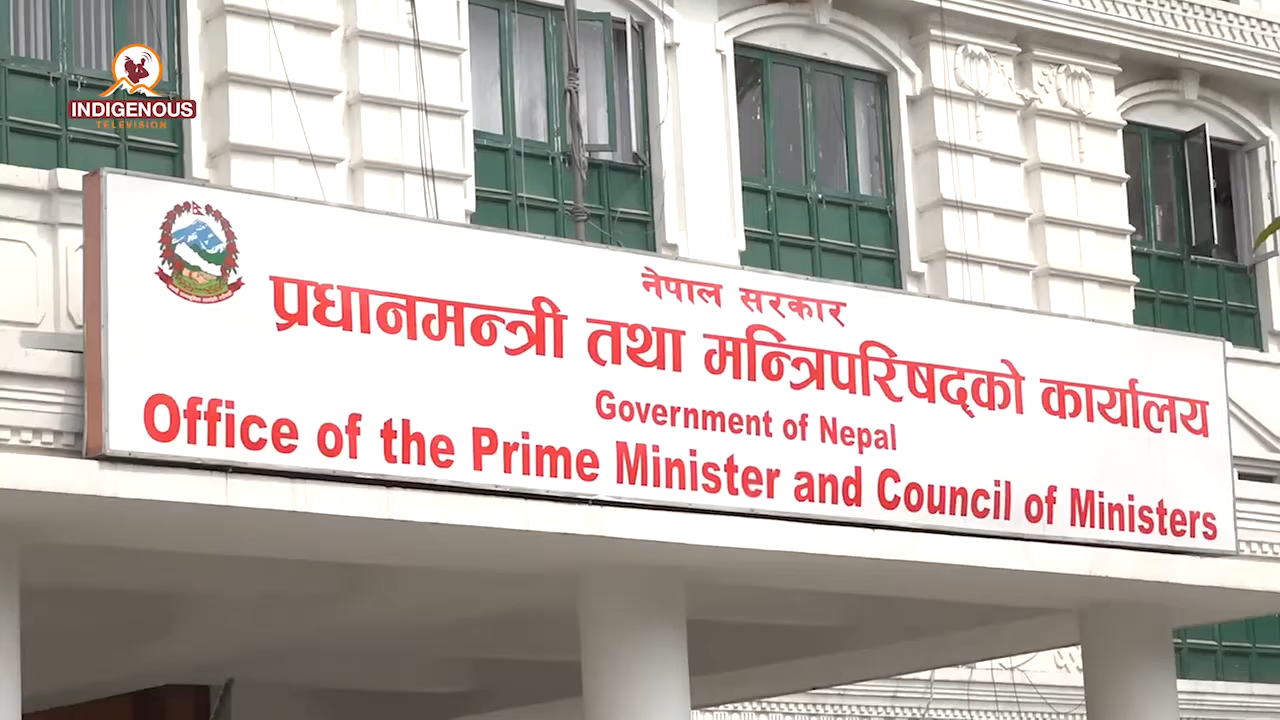 INDIGENOUS
TELEVISION
नेपाल सरकार
प्रधानमन्त्री तथा मन्त्रिपरिषद्को कार्यालय
Government of Nepal
Office of the Prime Minister and Council of Ministers